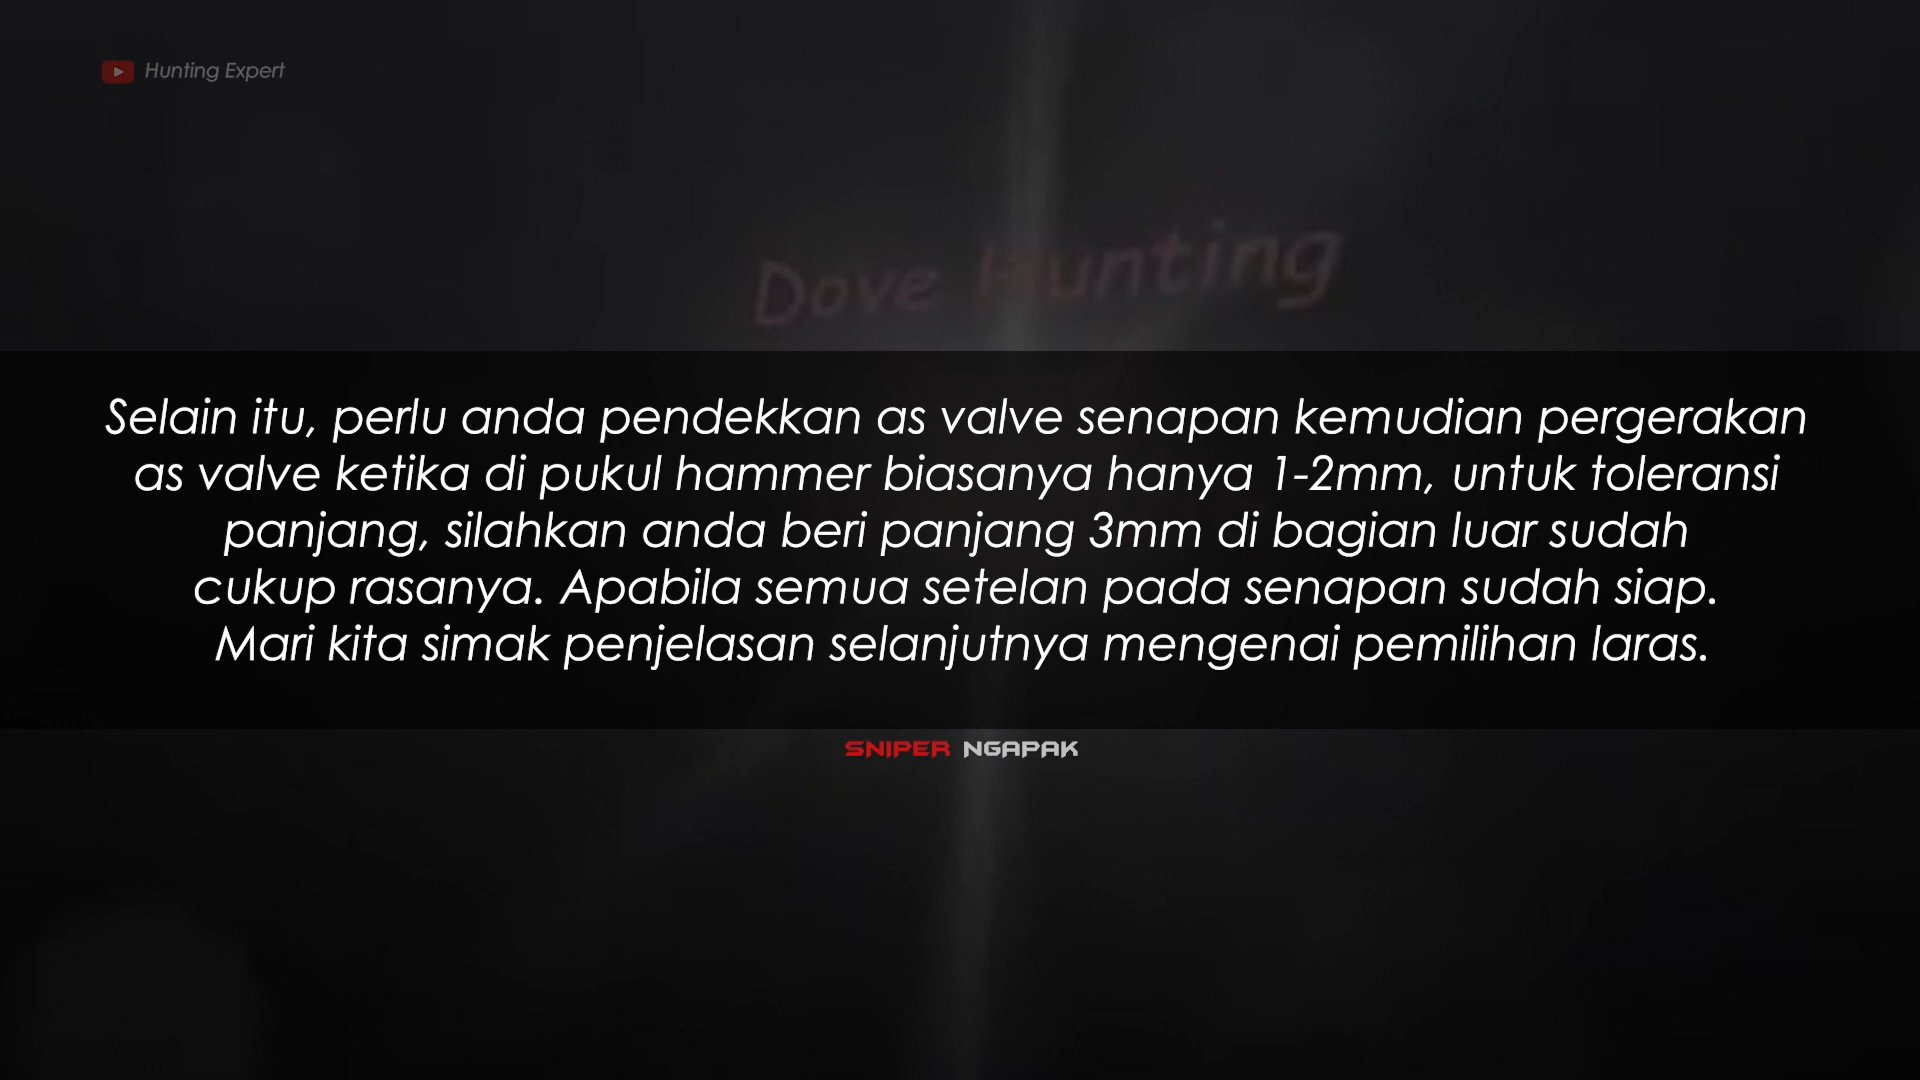 Hunting Expert
Dove Hunting
Selain itu, perlu anda pendekkan as valve senapan kemudian pergerakan
as valve ketika di pukul hammer biasanya hanya 1-2mm, untuk toleransi
panjang, silahkan anda beri panjang 3mm di bagian luar sudah
cukup rasanya. Apabila semua setelan pada senapan sudah siap.
Mari kita simak penjelasan selanjutnya mengenai pemilihan laras.
SNIPER NGAPAK